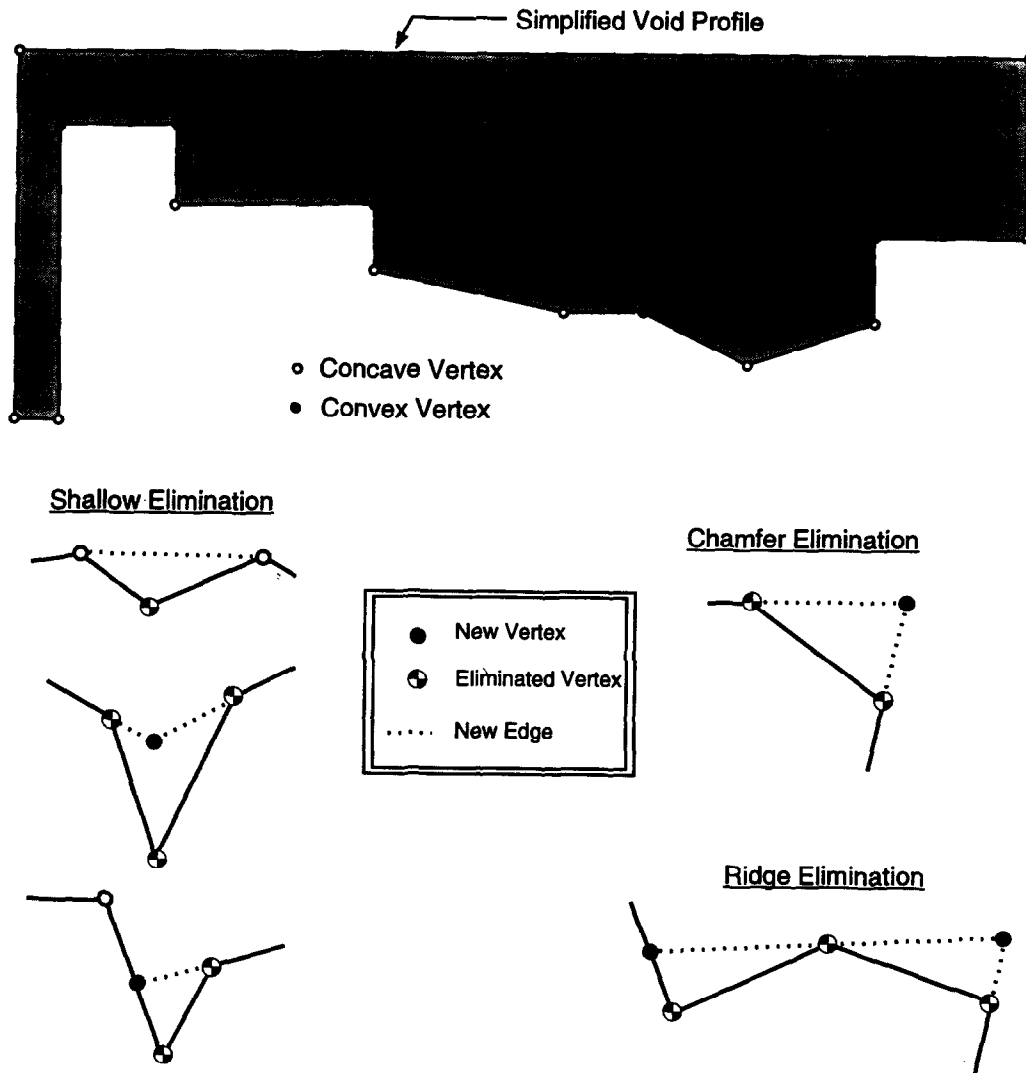 Simplified Void Profile
Concave Vertex
Convex Vertex
Shallow Elimination
Chamfer Elimination
New Vertex
Eliminated Vertex
New Edge
Ridge Elimination